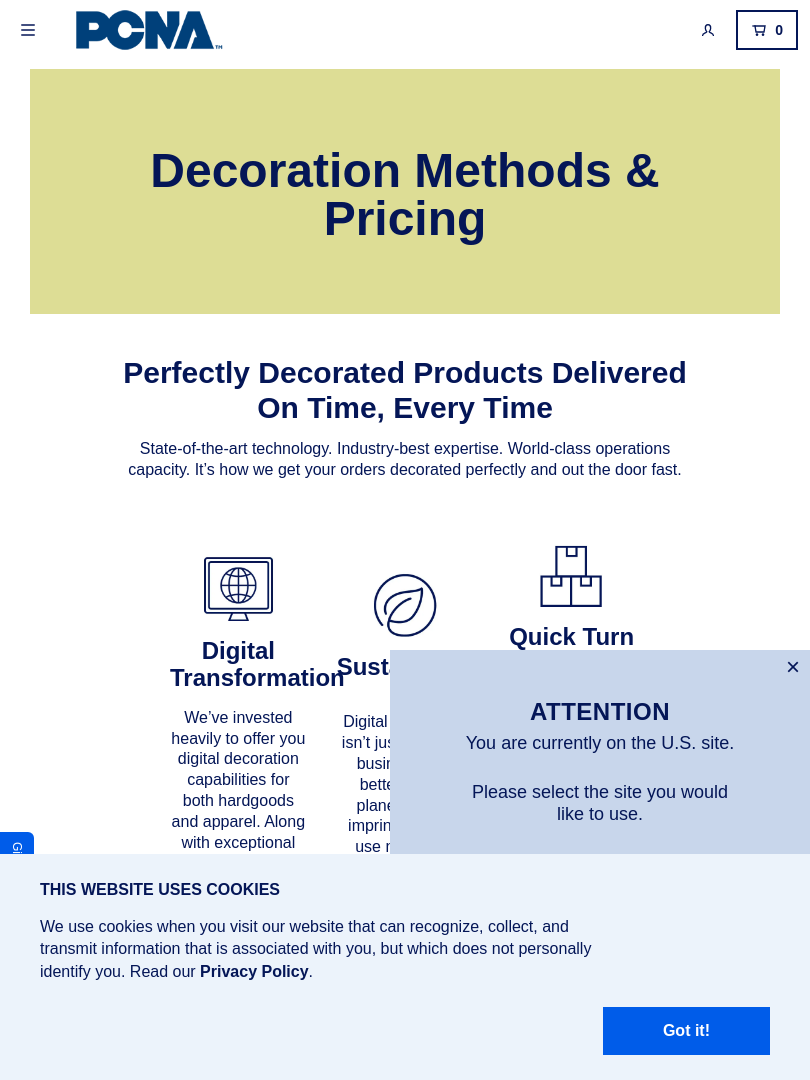 PCNA™
0
Decoration Methods &
Pricing
Perfectly Decorated Products Delivered
On Time, Every Time
State-of-the-art technology. Industry-best expertise. World-class operations
capacity. It’s how we get your orders decorated perfectly and out the door fast.
Digital
Transformation
We’ve invested
heavily to offer you
digital decoration
capabilities for
both hardgoods
and apparel. Along
with exceptional
Digital
isn’t
Quick Turn
ATTENTION
You are currently on the U.S. site.
Please select the site you would
like to use.
THIS WEBSITE USES COOKIES
We use cookies when you visit our website that can recognize, collect, and
transmit information that is associated with you, but which does not personally
identify you. Read our Privacy Policy.
Got it!